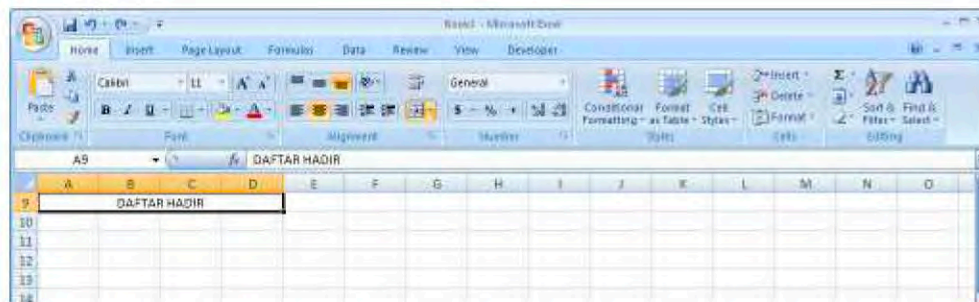 Book1 - Microsoft Excel
Home Insert Page Layout Formulas Data Review View Developer
Calibri 11 A A General Insert Σ
Paste B I U A $ % Conditional Format Cell Delete Sort & Find &
Formatting as Table Styles Format Filter Select
Clipboard Font Alignment Number Styles Cells Editing
A9 fx DAFTAR HADIR
A B C D E F G H I J K L M N O
9 DAFTAR HADIR
10
11
12
13
14